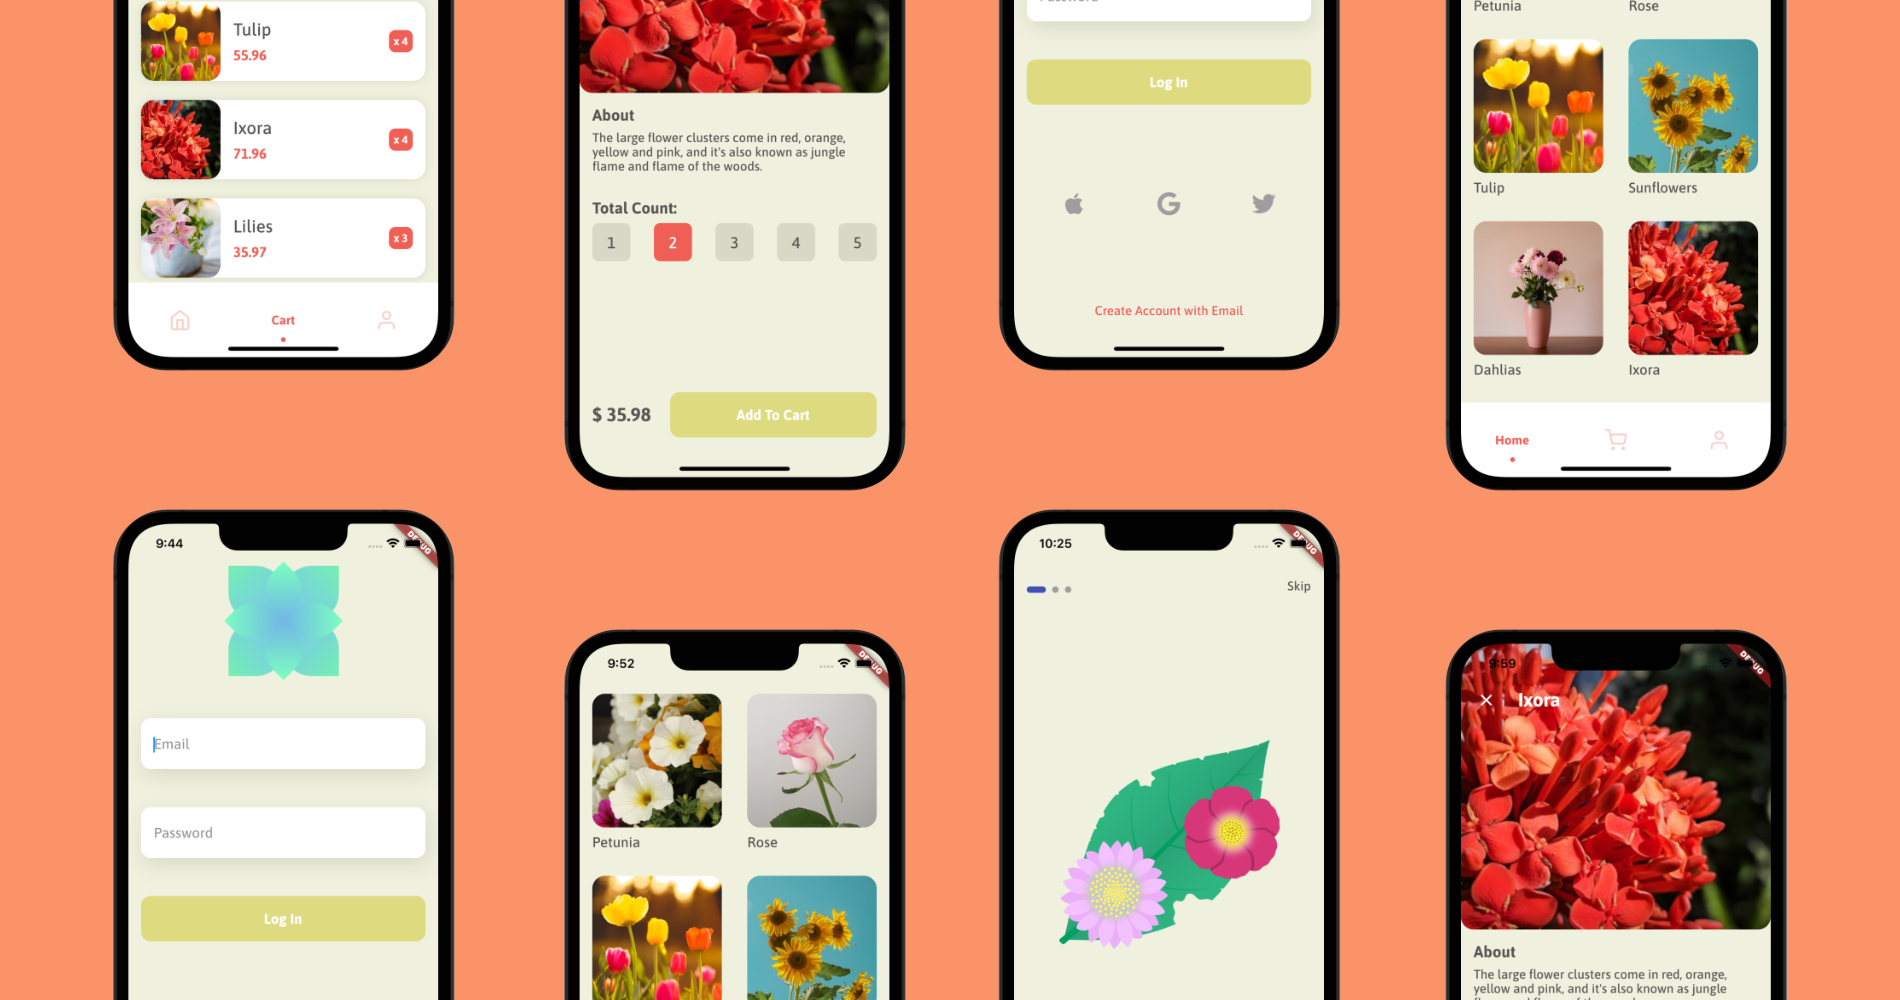 Tulip
55.96
x 4
Ixora
71.96
x 4
Lilies
35.97
x 3
Cart
About
The large flower clusters come in red, orange,
yellow and pink, and it's also known as jungle
flame and flame of the woods.
Total Count:
1 2 3 4 5
$ 35.98
Add To Cart
Password
Log In
Create Account with Email
Petunia
Rose
Tulip
Sunflowers
Dahlias
Ixora
Home
9:44
DEBUG
Email
Password
Log In
9:52
DEBUG
Petunia
Rose
10:25
DEBUG
Skip
9:59
DEBUG
Ixora
About
The large flower clusters come in red, orange,
yellow and pink, and it's also known as jungle